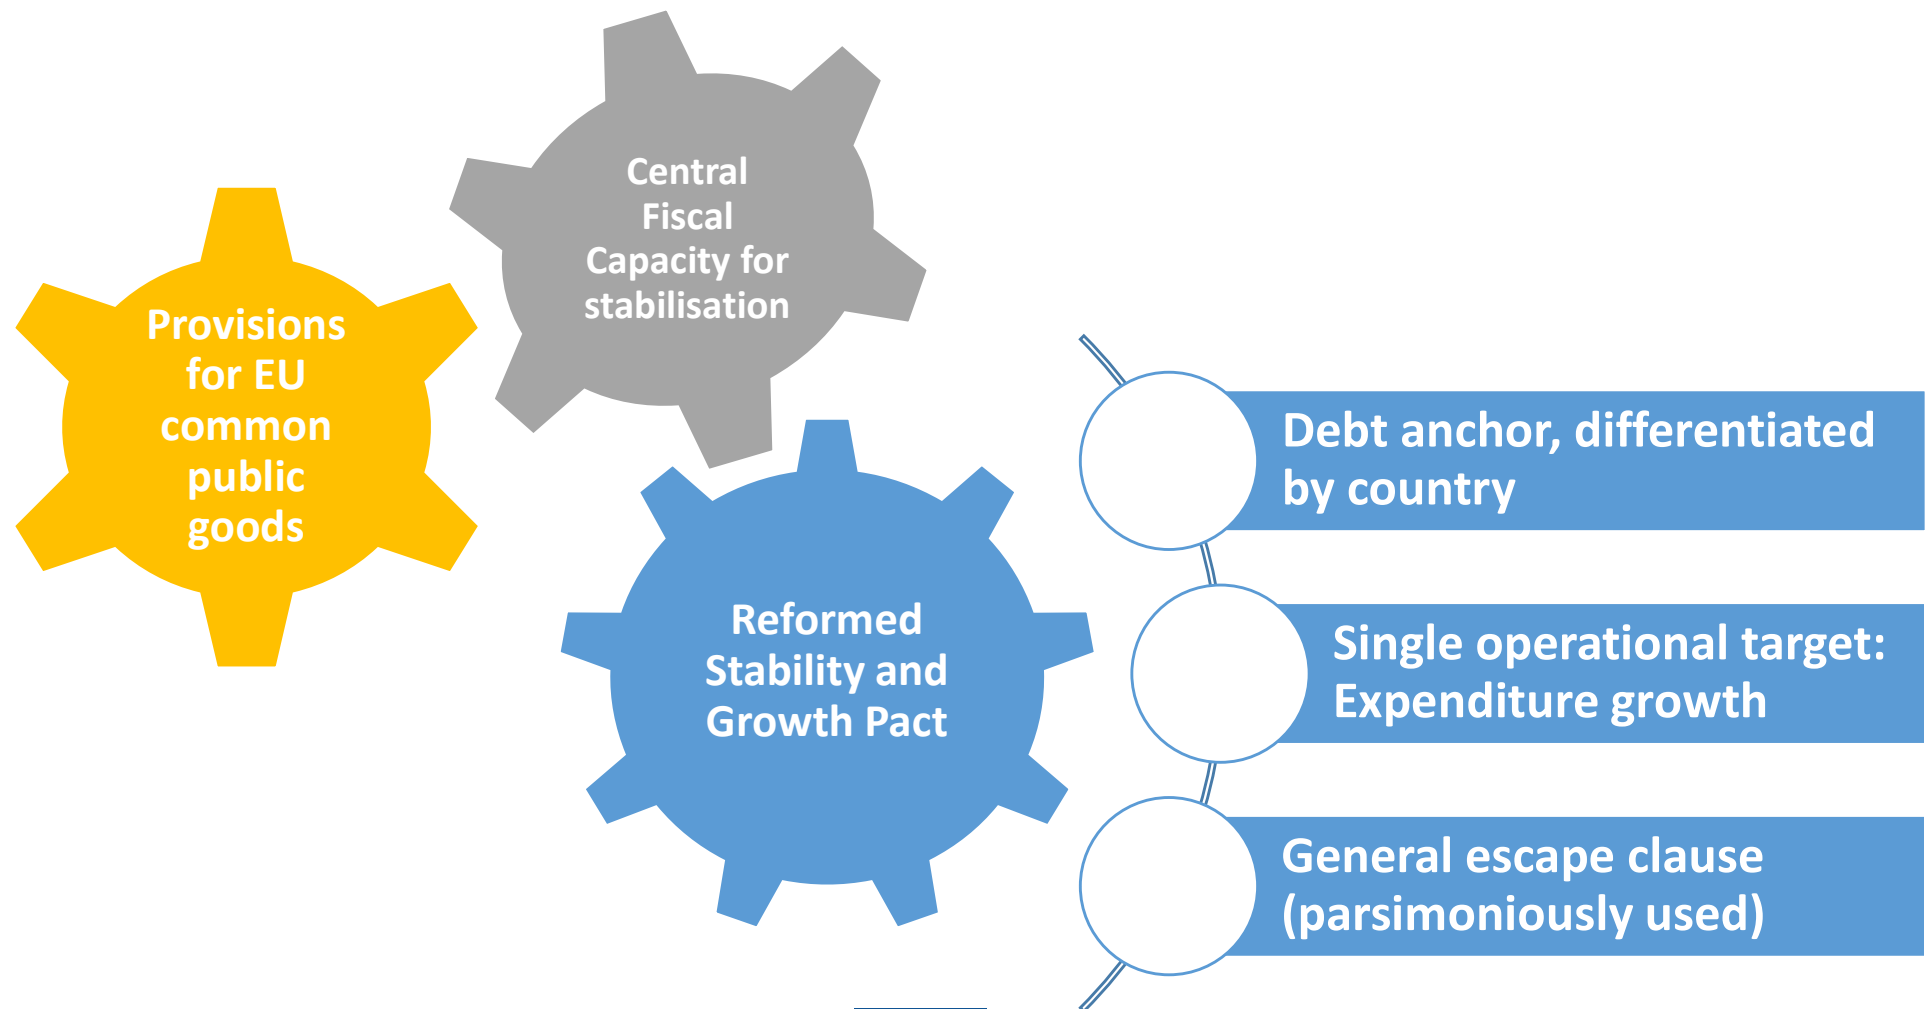 Central
Fiscal
Capacity for
stabilisation
Provisions
for EU
common
public
goods
Reformed
Stability and
Growth Pact
Debt anchor, differentiated
by country
Single operational target:
Expenditure growth
General escape clause
(parsimoniously used)